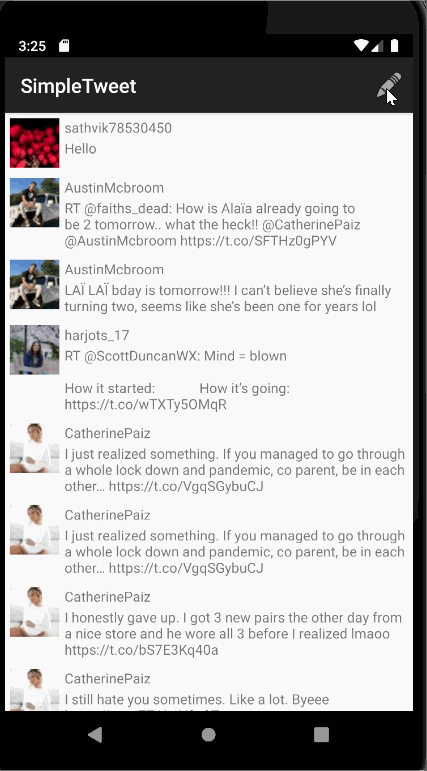 3:25
SimpleTweet
sathvik78530450
Hello
AustinMcbroom
RT @faiths_dead: How is Alaïa already going to
be 2 tomorrow.. what the heck!! @CatherinePaiz
@AustinMcbroom https://t.co/SFTHz0gPYV
AustinMcbroom
LAÏ LAÏ bday is tomorrow!!! I can’t believe she’s finally
turning two, seems like she’s been one for years lol
harjots_17
RT @ScottDuncanWX: Mind = blown
How it started: How it’s going:
https://t.co/wTXTy5OMqR
CatherinePaiz
I just realized something. If you managed to go through
a whole lock down and pandemic, co parent, be in each
other… https://t.co/VgqSGybuCJ
CatherinePaiz
I just realized something. If you managed to go through
a whole lock down and pandemic, co parent, be in each
other… https://t.co/VgqSGybuCJ
CatherinePaiz
I honestly gave up. I got 3 new pairs the other day from
a nice store and he wore all 3 before I realized lmaoo
https://t.co/bS7E3Kq40a
CatherinePaiz
I still hate you sometimes. Like a lot. Byeee